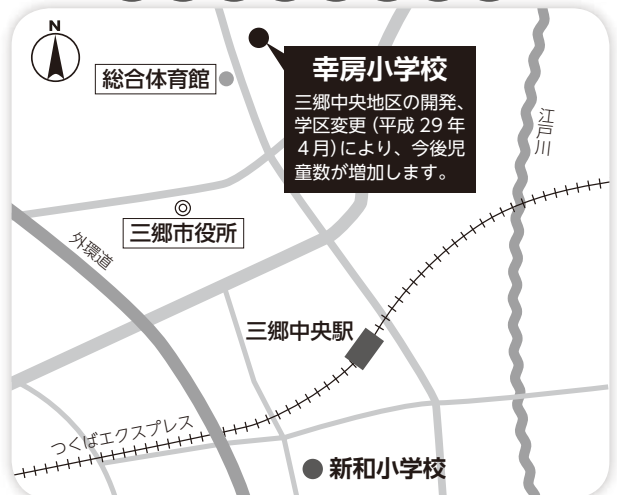 N
総合体育館
幸房小学校
三郷中央地区の開発、
学区変更（平成 29 年
４月）により、今後児
童数が増加します。
江戸川
三郷市役所
外環道
三郷中央駅
つくばエクスプレス
新和小学校